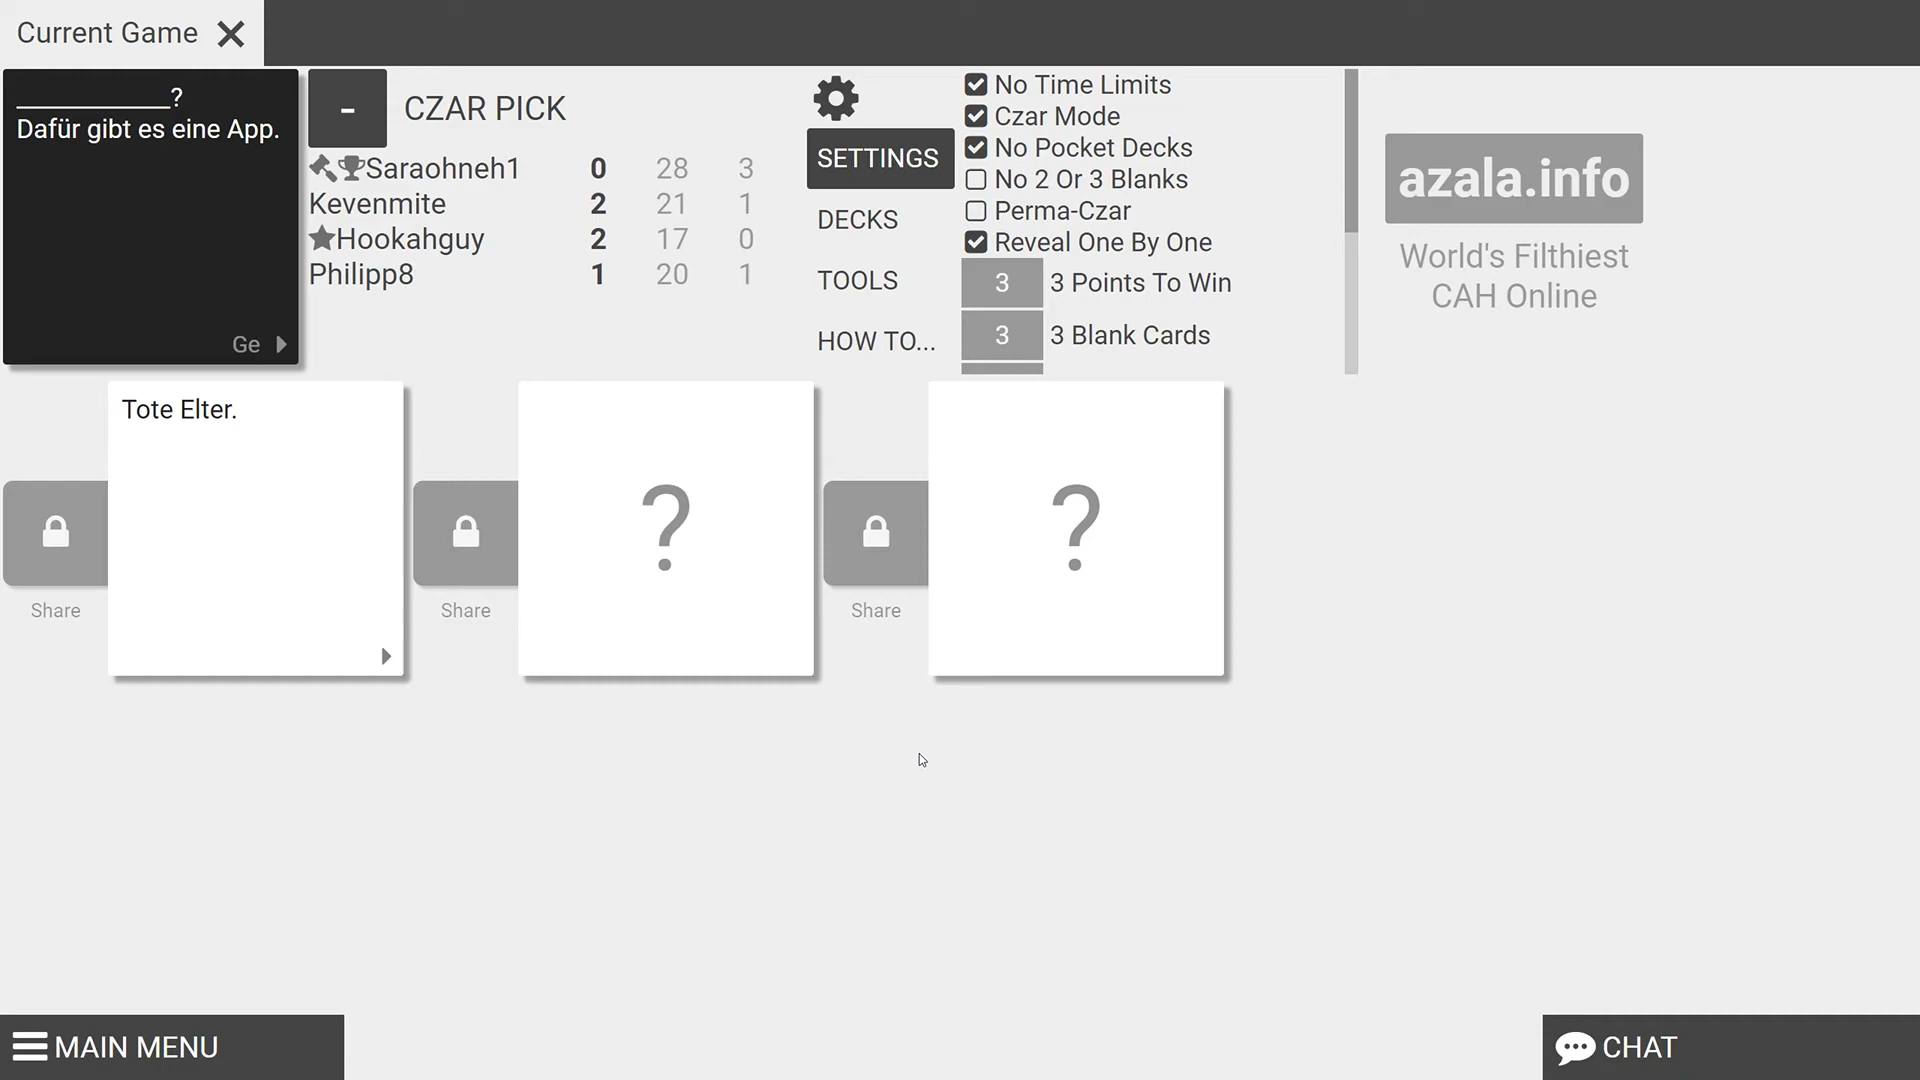 Current Game
____________?
Dafür gibt es eine App.
Ge
-
CZAR PICK
Saraohneh1 0 28 3
Kevenmite 2 21 1
Hookahguy 2 17 0
Philipp8 1 20 1
SETTINGS
DECKS
TOOLS
HOW TO...
No Time Limits
Czar Mode
No Pocket Decks
No 2 Or 3 Blanks
Perma-Czar
Reveal One By One
3 3 Points To Win
3 3 Blank Cards
azala.info
World's Filthiest
CAH Online
Share
Tote Elter.
Share
?
Share
?
MAIN MENU
CHAT